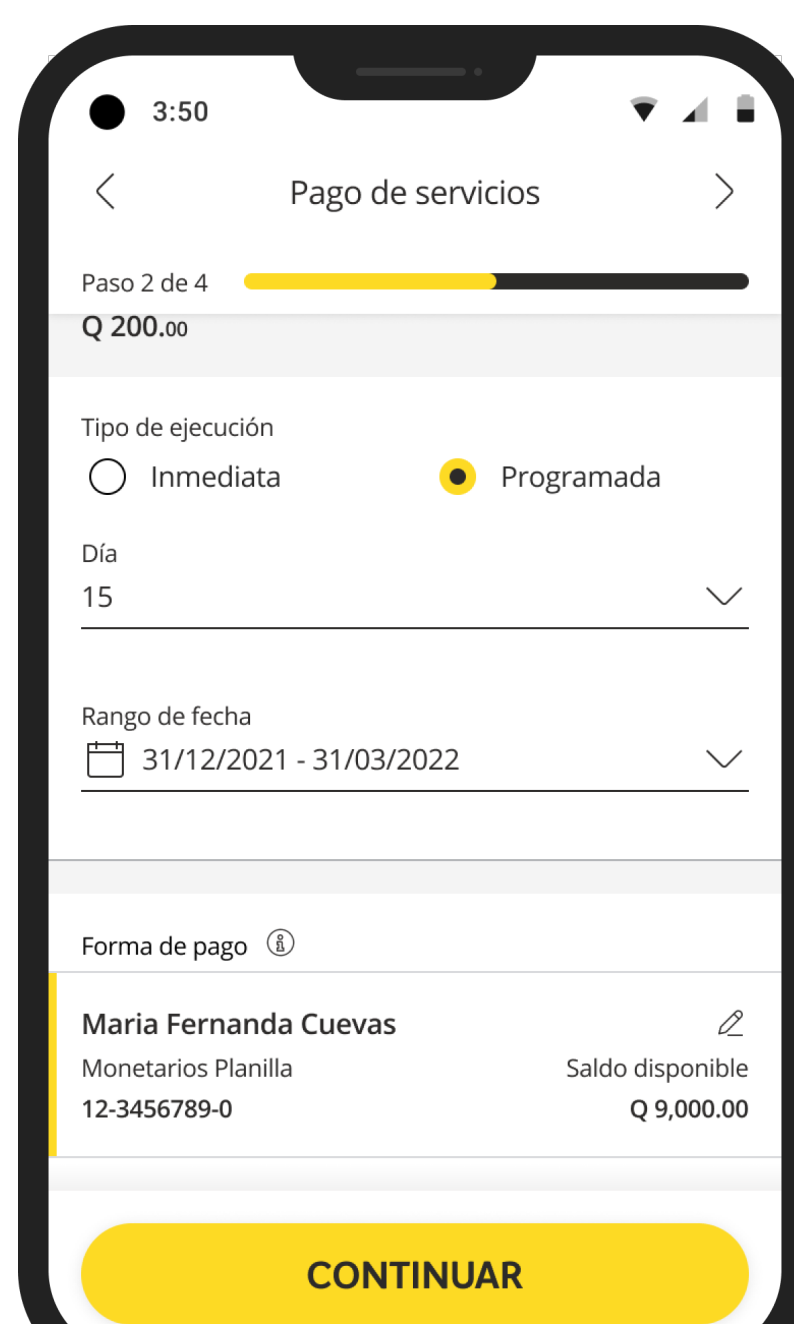 3:50
Pago de servicios
Paso 2 de 4
Q 200.00
Tipo de ejecución
Inmediata Programada
Día
15
Rango de fecha
31/12/2021 - 31/03/2022
Forma de pago
Maria Fernanda Cuevas
Monetarios Planilla Saldo disponible
12-3456789-0 Q 9,000.00
CONTINUAR